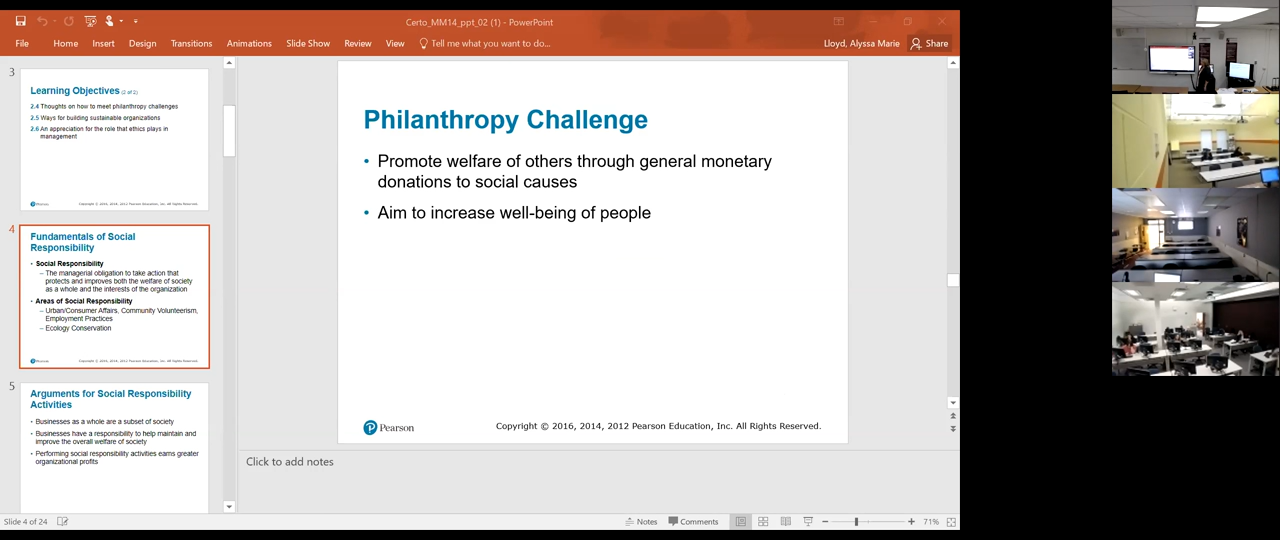 Certo_MM14_ppt_02 (1) - PowerPoint
File Home Insert Design Transitions Animations Slide Show Review View Tell me what you want to do... Lloyd, Alyssa Marie Share
3
Learning Objectives (2 of 2)
2.4 Thoughts on how to meet philanthropy challenges
2.5 Ways for building sustainable organizations
2.6 An appreciation for the role that ethics plays in
management
Pearson Copyright © 2016, 2014, 2012 Pearson Education, Inc. All Rights Reserved.
4
Fundamentals of Social
Responsibility
• Social Responsibility
– The managerial obligation to take action that
protects and improves both the welfare of society
as a whole and the interests of the organization
• Areas of Social Responsibility
– Urban/Consumer Affairs, Community Volunteerism,
Employment Practices
– Ecology Conservation
Pearson Copyright © 2016, 2014, 2012 Pearson Education, Inc. All Rights Reserved.
5
Arguments for Social Responsibility
Activities
• Businesses as a whole are a subset of society
• Businesses have a responsibility to help maintain and
improve the overall welfare of society
• Performing social responsibility activities earns greater
organizational profits
Philanthropy Challenge
• Promote welfare of others through general monetary
donations to social causes
• Aim to increase well-being of people
Pearson Copyright © 2016, 2014, 2012 Pearson Education, Inc. All Rights Reserved.
Click to add notes
Slide 4 of 24 Notes Comments 71%